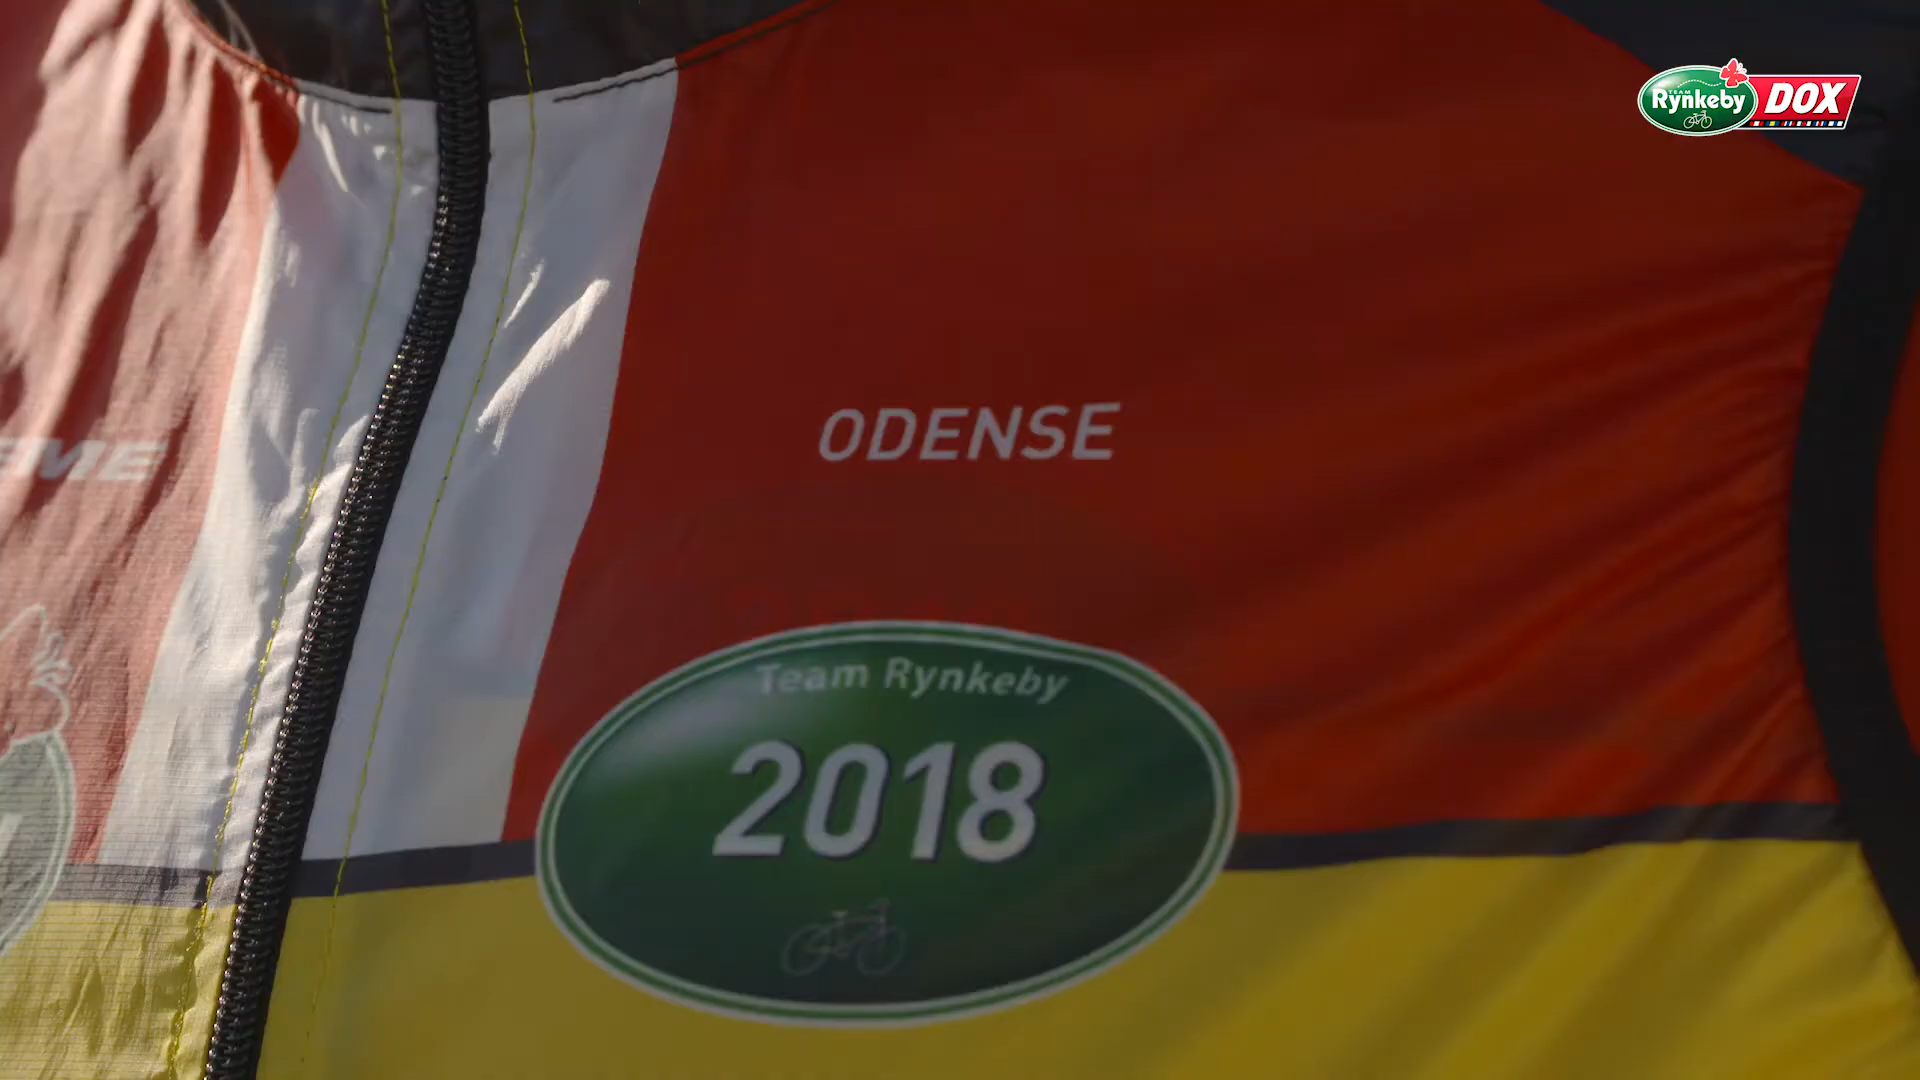 TEAM
Rynkeby
DOX
ODENSE
Team Rynkeby
2018